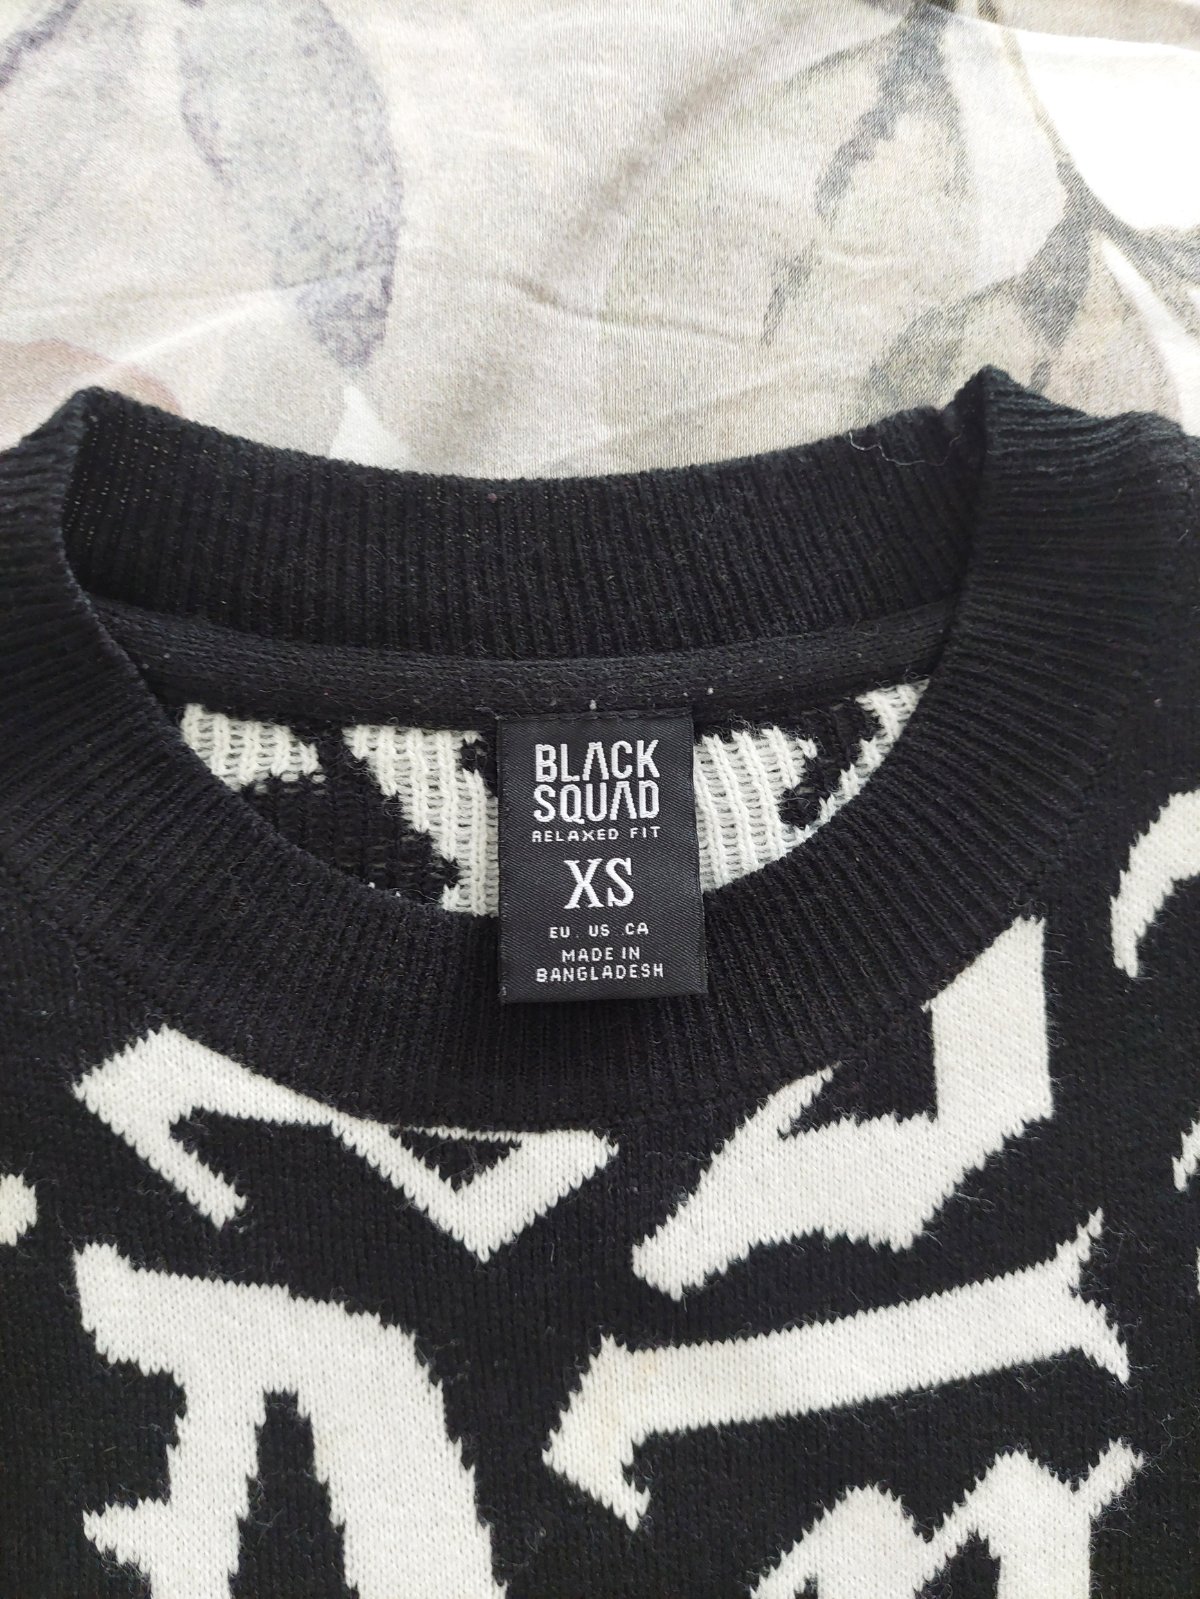 BLACK
SQUAD
RELAXED FIT
XS
EU . US .CA
MADE IN
BANGLADESH